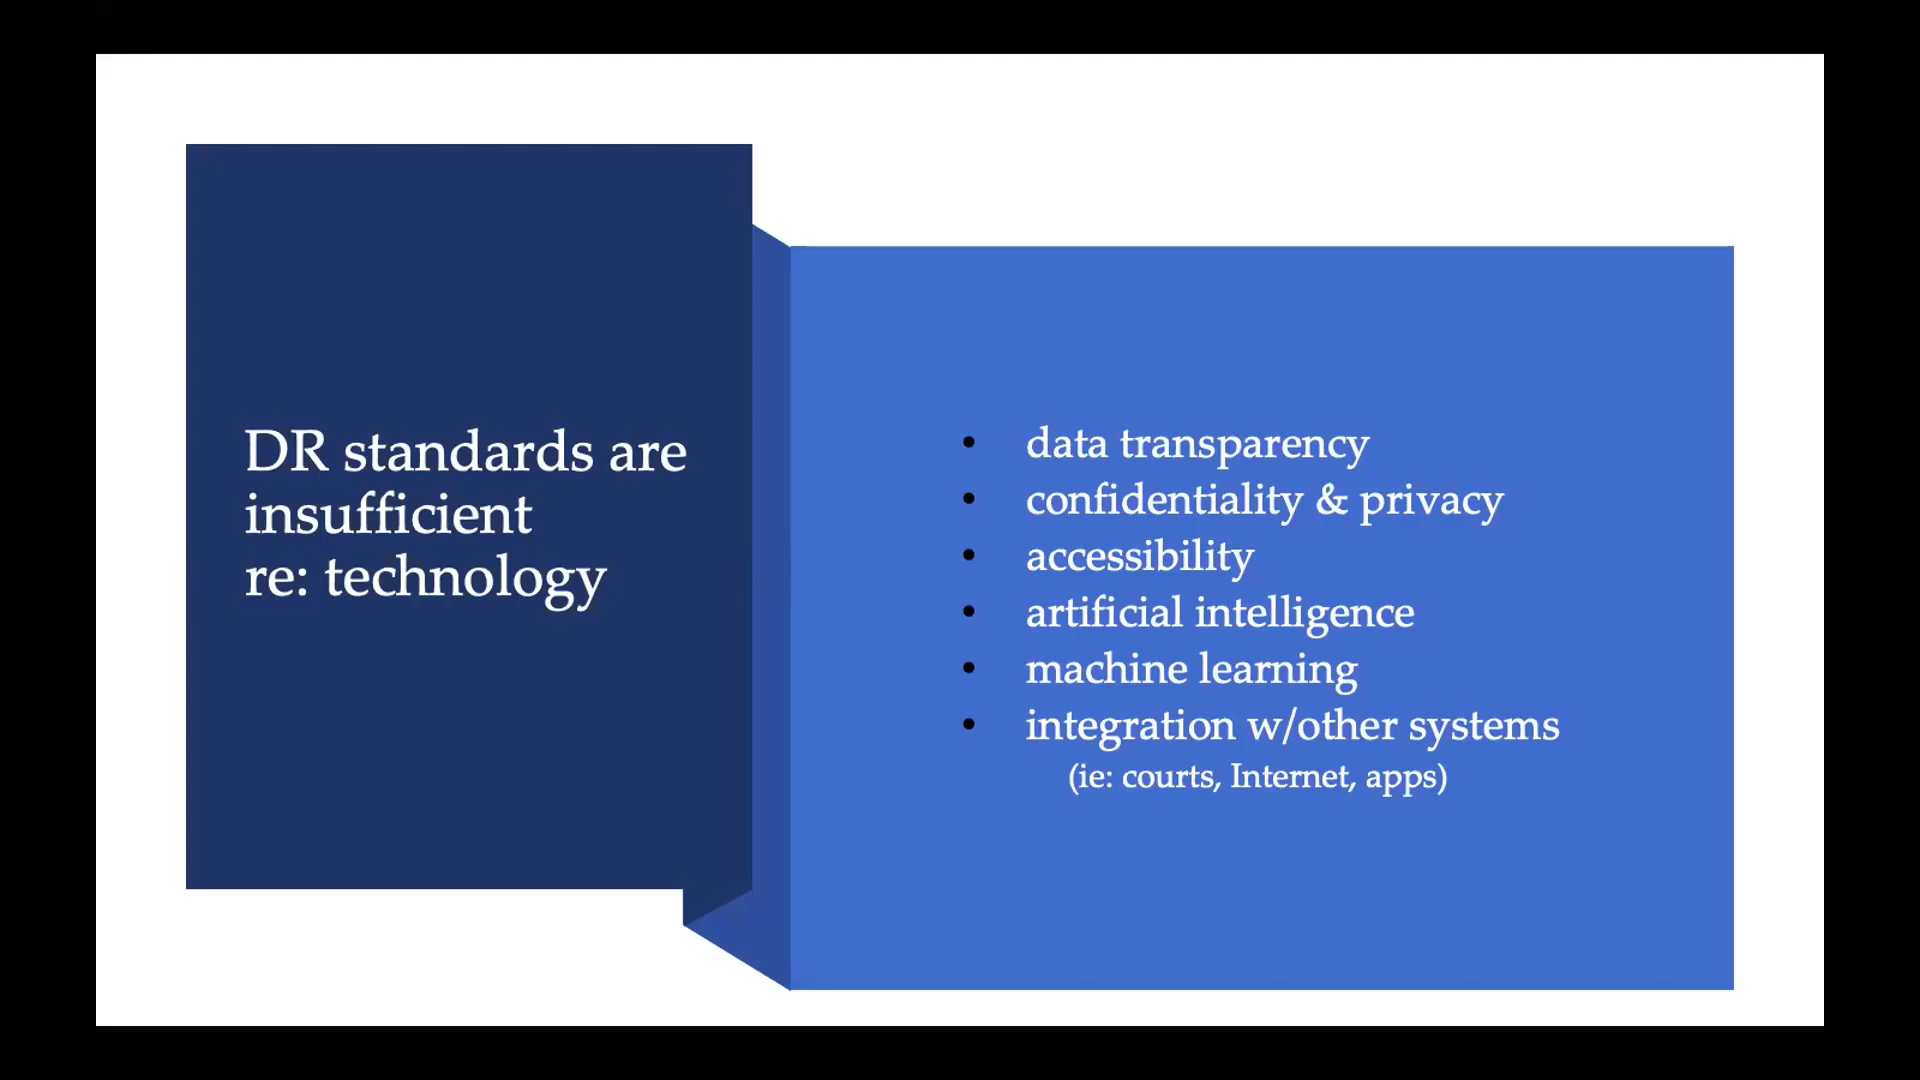 DR standards are
insufficient
re: technology
• data transparency
• confidentiality & privacy
• accessibility
• artificial intelligence
• machine learning
• integration w/other systems
(ie: courts, Internet, apps)